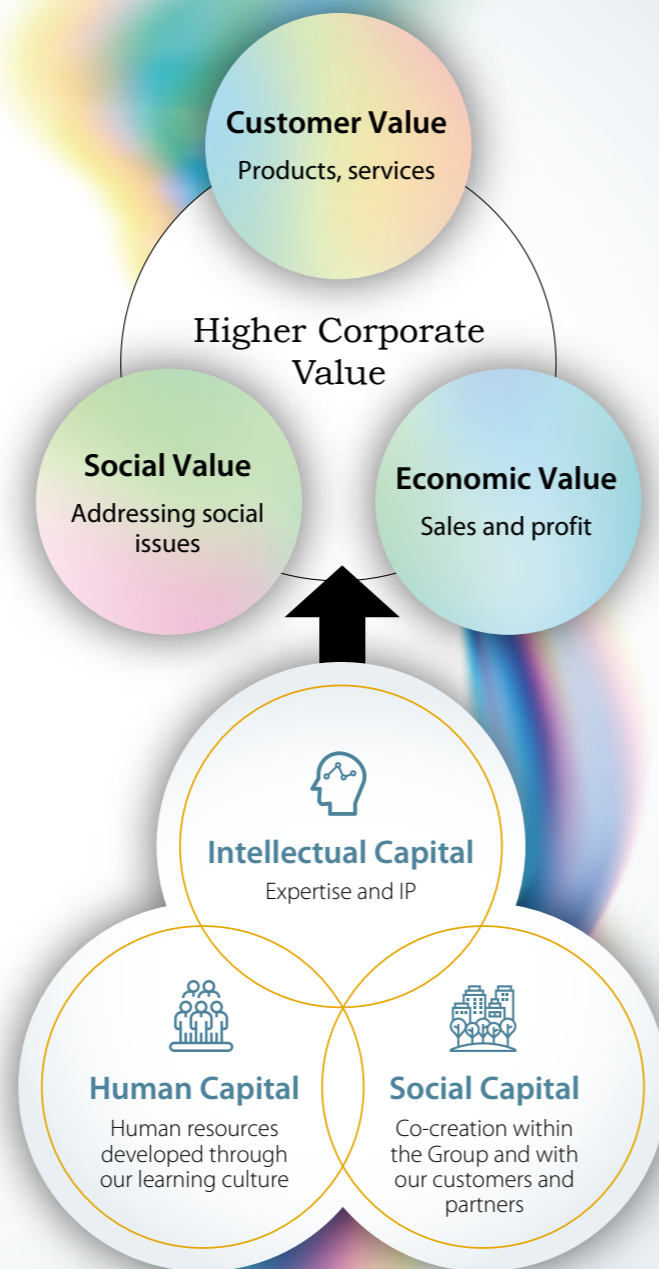 Customer Value
Products, services
Higher Corporate
Value
Social Value
Addressing social
issues
Economic Value
Sales and profit
Intellectual Capital
Expertise and IP
Human Capital
Human resources
developed through
our learning culture
Social Capital
Co-creation within
the Group and with
our customers and
partners